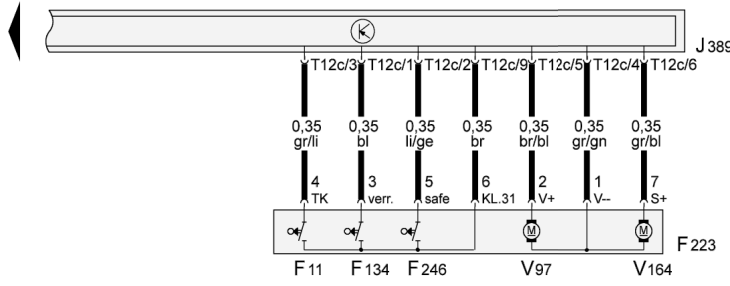 J389
T12c/3 T12c/1 T12c/2 T12c/9 T12c/5 T12c/4 T12c/6
0,35 0,35 0,35 0,35 0,35 0,35 0,35
gr/li bl li/ge br br/bl gr/gn gr/bl
4 3 5 6 2 1 7
TK verr. safe KL.31 V+ V-- S+
M M
F223
F11 F134 F246 V97 V164